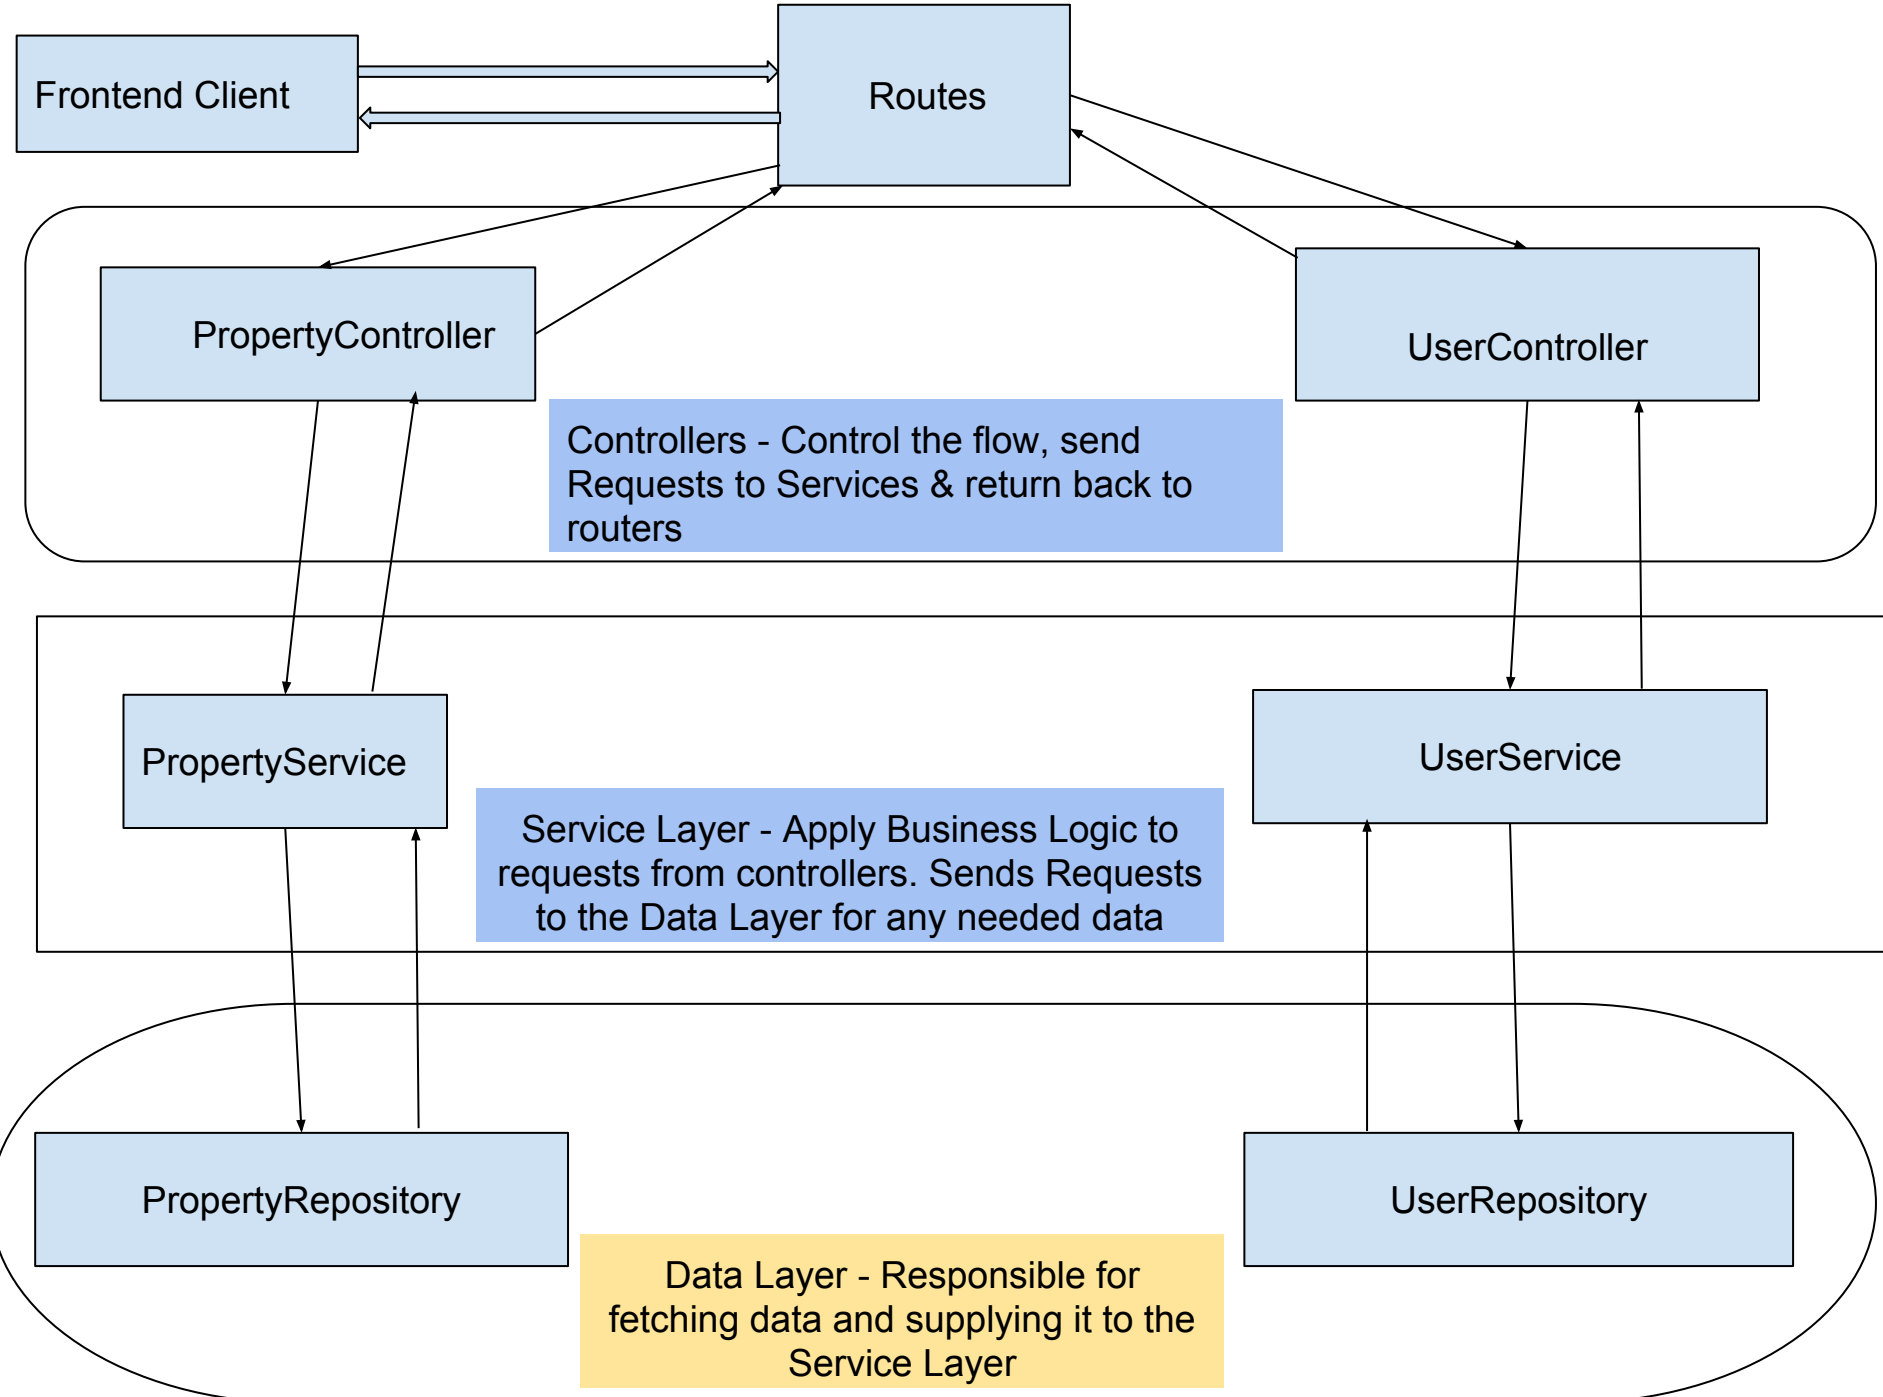 Frontend Client
Routes
PropertyController
UserController
Controllers - Control the flow, send
Requests to Services & return back to
routers
PropertyService
UserService
Service Layer - Apply Business Logic to
requests from controllers. Sends Requests
to the Data Layer for any needed data
PropertyRepository
UserRepository
Data Layer - Responsible for
fetching data and supplying it to the
Service Layer